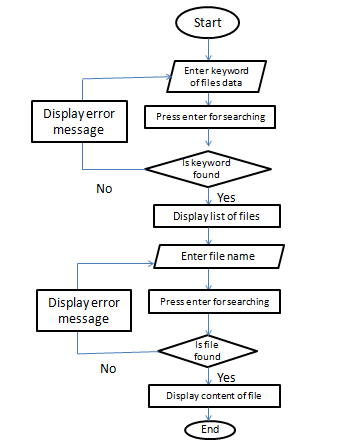 Start
Enter keyword
of files data
Press enter for searching
Display error
message
Is keyword
found
No
Yes
Display list of files
Enter file name
Press enter for searching
Display error
message
Is file
found
No
Yes
Display content of file
End